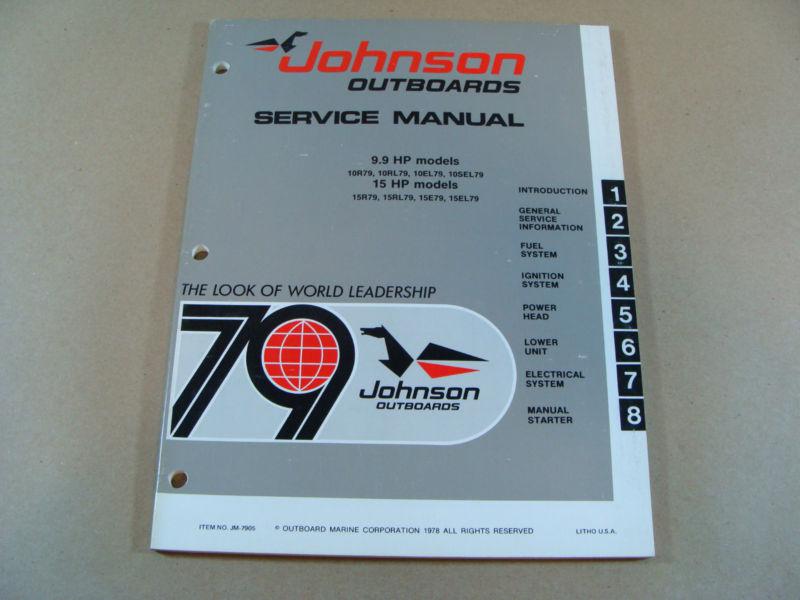 Johnson
OUTBOARDS
SERVICE MANUAL
9.9 HP models
10R79, 10RL79, 10EL79, 10SEL79
15 HP models
15R79, 15RL79, 15E79, 15EL79
INTRODUCTION 1
GENERAL
SERVICE
INFORMATION 2
FUEL
SYSTEM 3
IGNITION
SYSTEM 4
POWER
HEAD 5
LOWER
UNIT 6
ELECTRICAL
SYSTEM 7
MANUAL
STARTER 8
THE LOOK OF WORLD LEADERSHIP
79
Johnson
OUTBOARDS
ITEM NO. JM-7905 © OUTBOARD MARINE CORPORATION 1978 ALL RIGHTS RESERVED LITHO U.S.A.